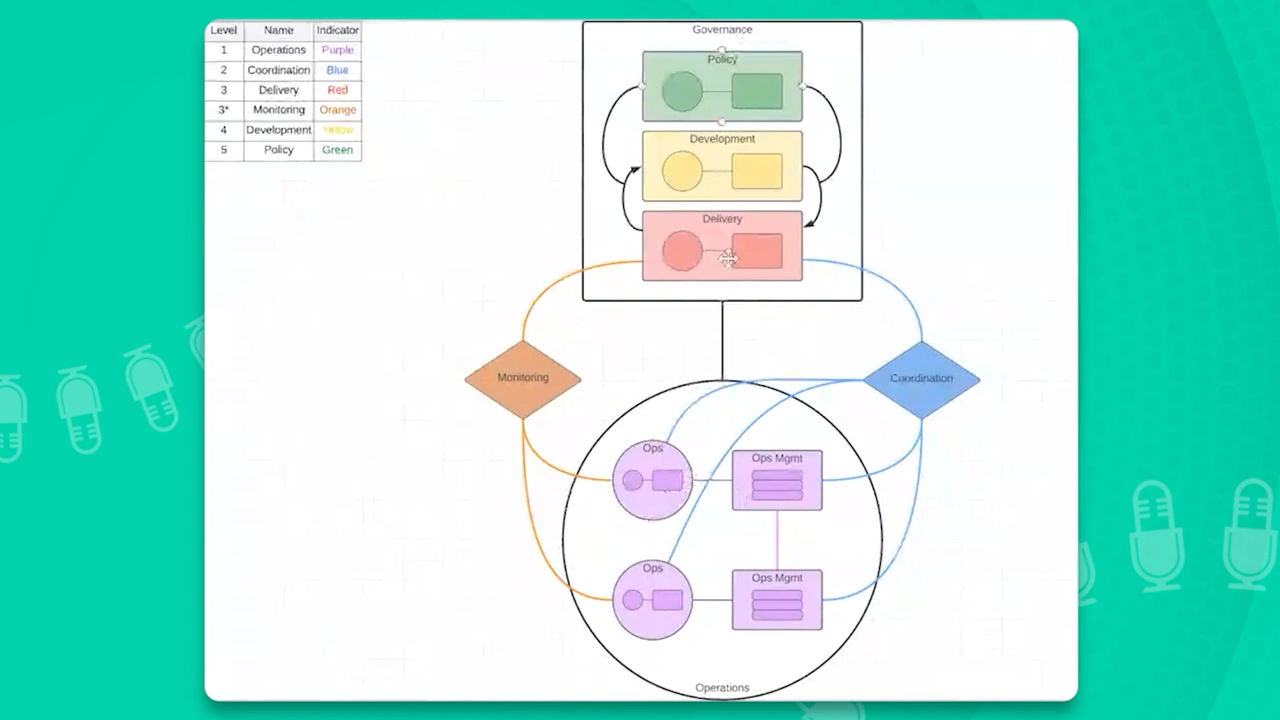 Level Name Indicator
1 Operations Purple
2 Coordination Blue
3 Delivery Red
3* Monitoring Orange
4 Development Yellow
5 Policy Green
Governance
Policy
Development
Delivery
Monitoring
Coordination
Ops
Ops Mgmt
Ops
Ops Mgmt
Operations